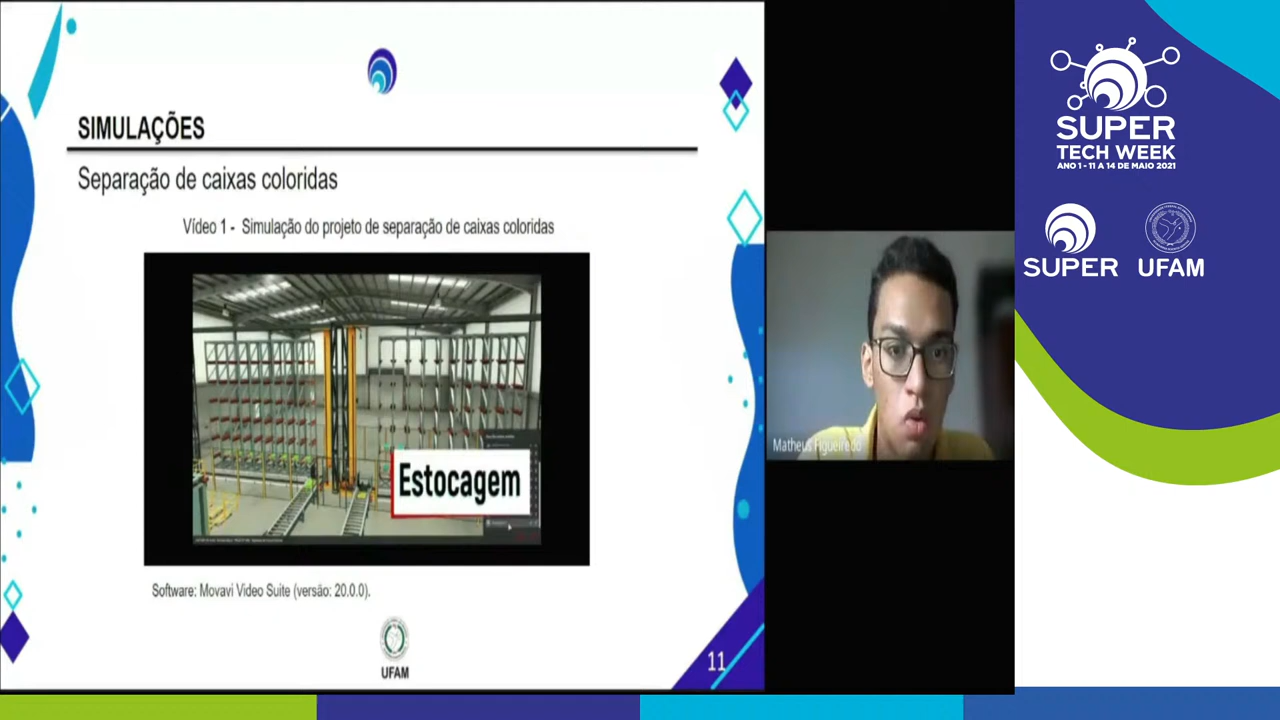 SIMULAÇÕES
Separação de caixas coloridas
Vídeo 1 - Simulação do projeto de separação de caixas coloridas
Estocagem
Software: Movavi Video Suite (versão: 20.0.0).
UFAM
11
Matheus Figueiredo
SUPER
TECH WEEK
ANO 1 - 11 A 14 DE MAIO 2021
SUPER
UFAM